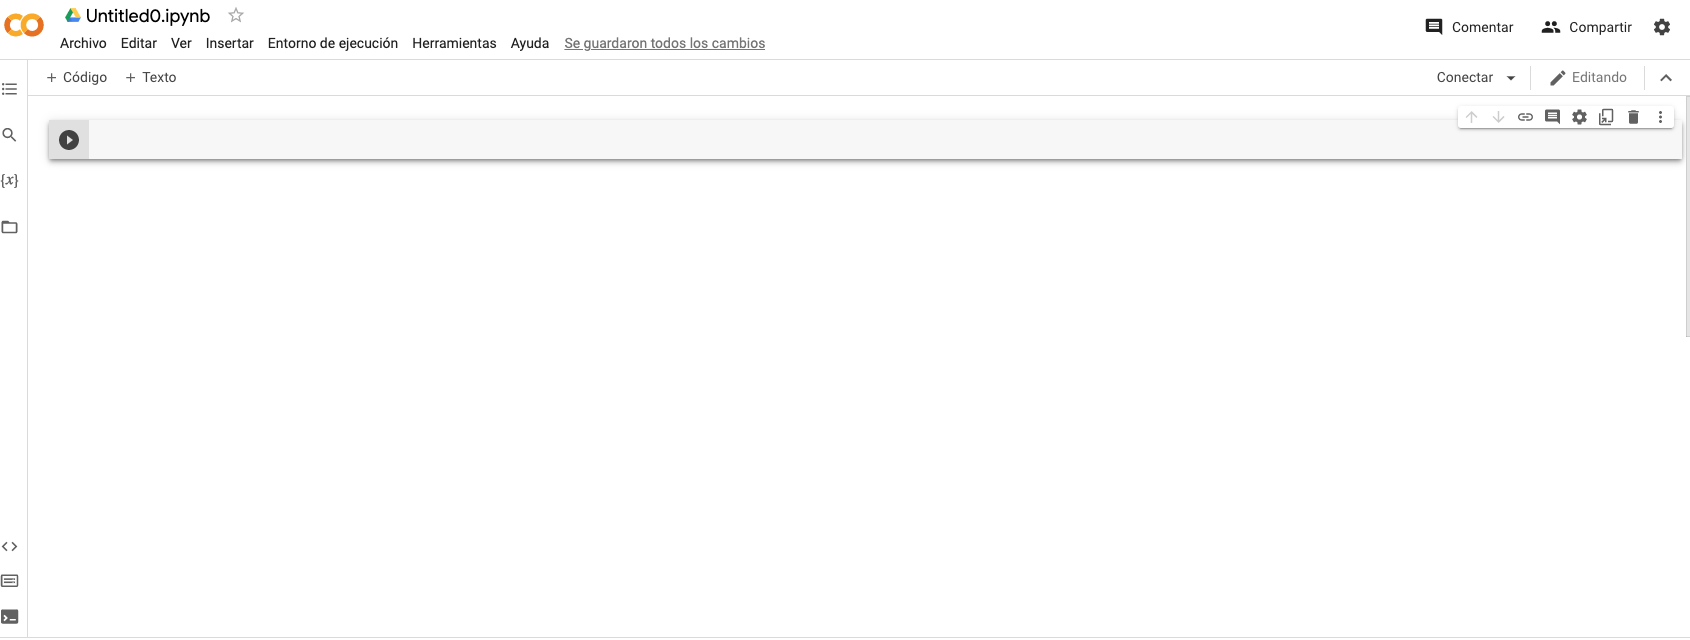 Untitled0.ipynb
Archivo Editar Ver Insertar Entorno de ejecución Herramientas Ayuda Se guardaron todos los cambios
Comentar Compartir
+ Código + Texto
Conectar Editando
{x}